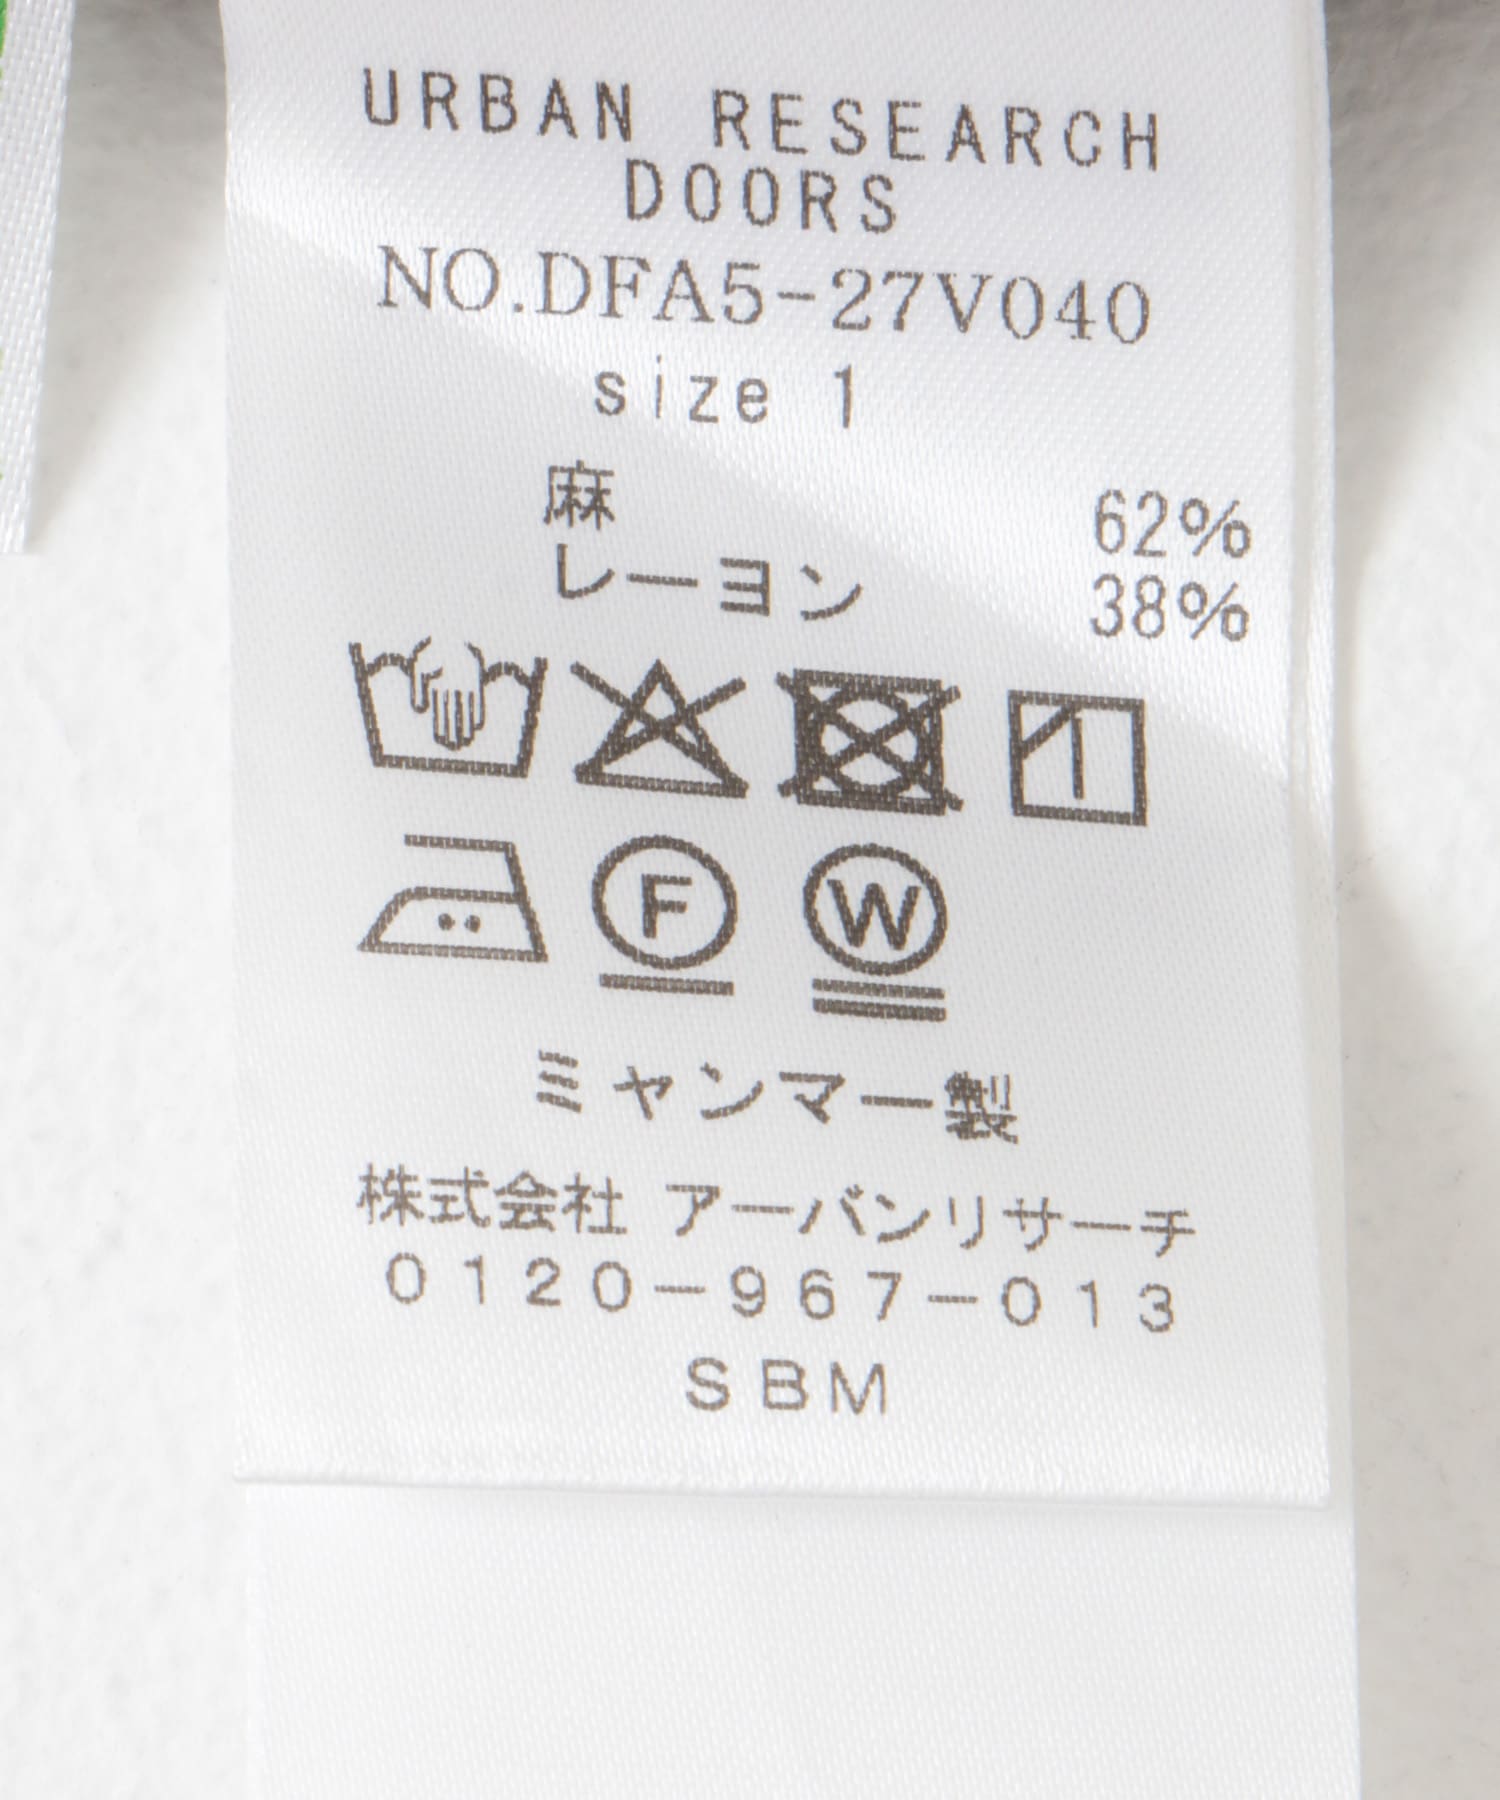 URBAN RESEARCH
DOORS
NO.DFA5-27V040
size 1
麻 62%
レーヨン 38%
F W
ミャンマー製
株式会社 アーバンリサーチ
0120-967-013
SBM